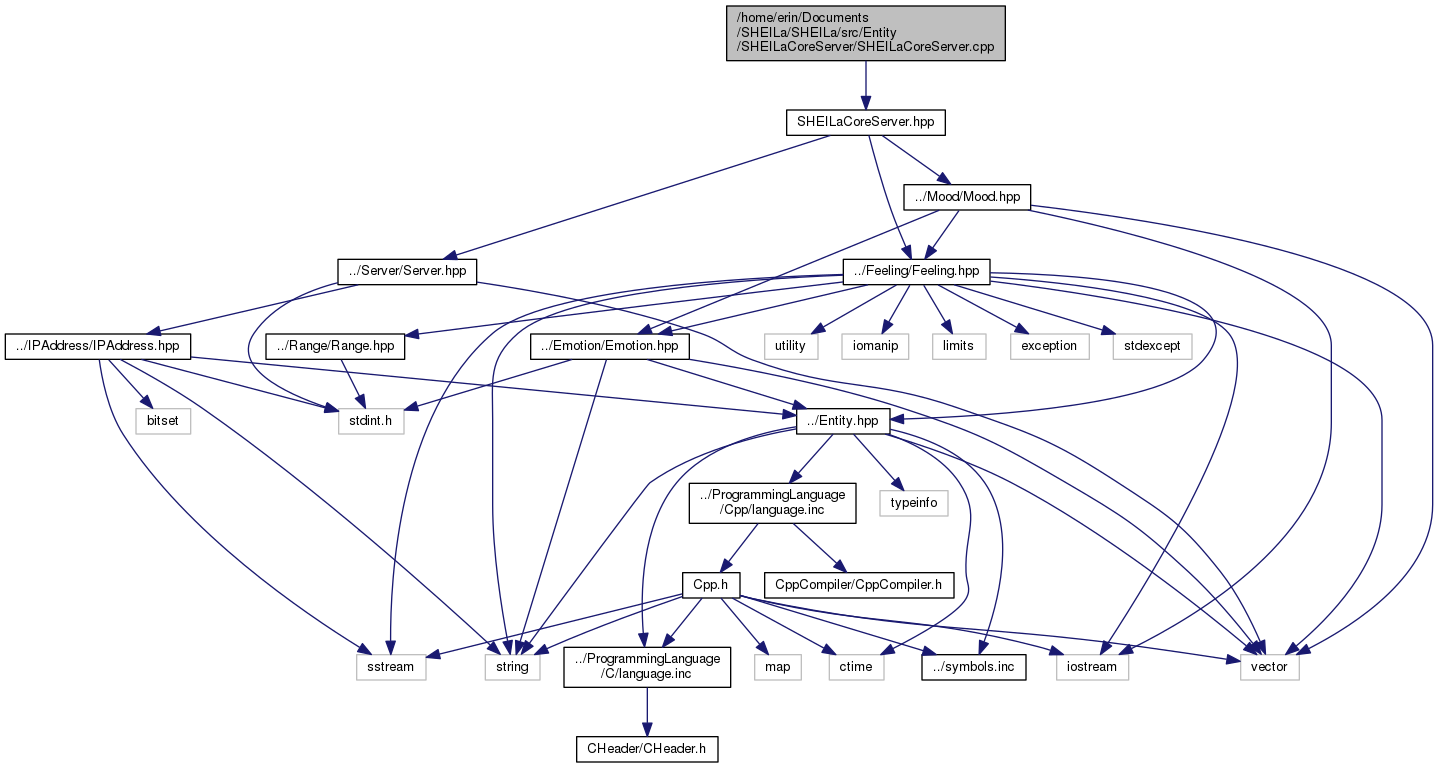 /home/erin/Documents
/SHEILa/SHEILa/src/Entity
/SHEILaCoreServer/SHEILaCoreServer.cpp
SHEILaCoreServer.hpp
../Mood/Mood.hpp
../Server/Server.hpp
../Feeling/Feeling.hpp
../IPAddress/IPAddress.hpp
../Range/Range.hpp
../Emotion/Emotion.hpp
utility
iomanip
limits
exception
stdexcept
bitset
stdint.h
../Entity.hpp
../ProgrammingLanguage
/Cpp/language.inc
typeinfo
Cpp.h
CppCompiler/CppCompiler.h
sstream
string
../ProgrammingLanguage
/C/language.inc
map
ctime
../symbols.inc
iostream
vector
CHeader/CHeader.h